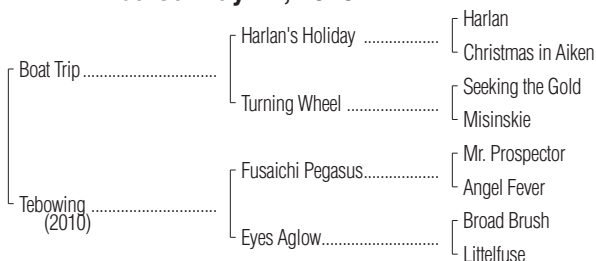 Harlan
Harlan's Holiday ..................
Christmas in Aiken
Boat Trip ................................
Seeking the Gold
Turning Wheel ......................
Misinskie
Mr. Prospector
Fusaichi Pegasus..................
Angel Fever
Tebowing ..............................
(2010)
Broad Brush
Eyes Aglow............................
Littelfuse